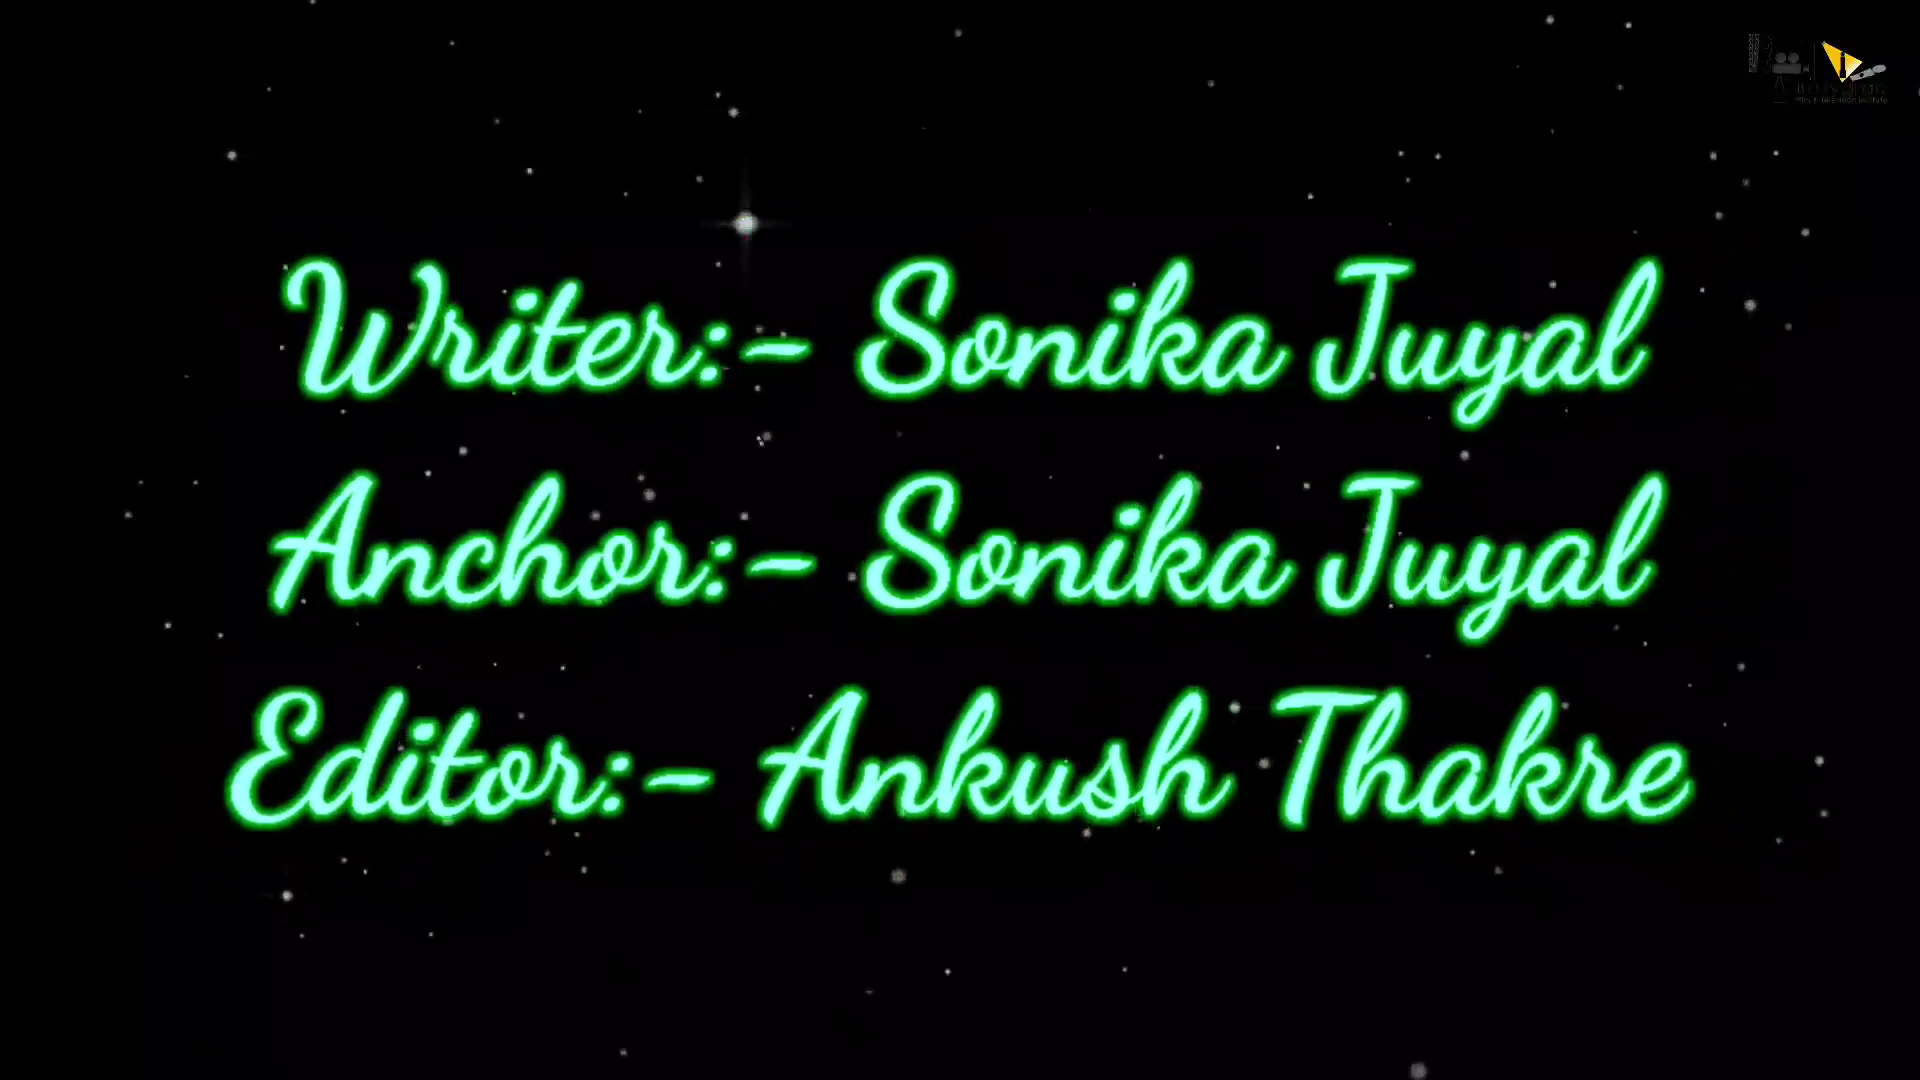 Writer:- Sonika Juyal
Anchor:- Sonika Juyal
Editor:- Ankush Thakre